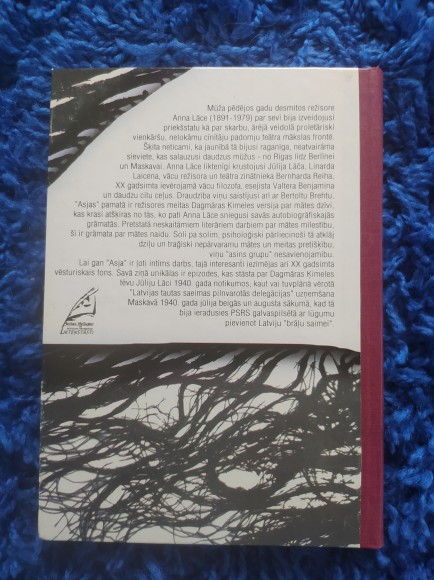 Mūža pēdējos gadu desmitos režisore
Anna Lāce (1891-1979) par sevi bija izveidojusi
priekšstatu kā par skarbu, ārēji veidolā proletāriski
vienkāršu, nelokāmu cīnītāju padomju teātra mākslas frontē.
Šķita neticami, ka jaunībā tā bijusi raganīga, neatvairāma
sieviete, kas salauzusi daudzus mūžus - no Rīgas līdz Berlīnei
un Maskavai. Anna Lāce liktenīgi krustojusi Jūlija Lāča, Linarda
Laicena, vācu režisora un teātra zinātnieka Bernharda Reiha,
XX gadsimta ievērojamā vācu filozofa, esejista Valtera Benjamina
un daudzu citu ceļus. Draudzība viņu saistījusi arī ar Bertoltu Brehtu.
"Asjas" pamatā ir režisores meitas Dagmāras Ķimeles versija par mātes dzīvi,
kas krasi atšķiras no tās, ko pati Anna Lāce sniegusi savās autobiogrāfiskajās
grāmatās. Pretstatā neskaitāmiem literāriem darbiem par mātes mīlestību,
šī ir grāmata par mātes naidu. Soli pa solim, psiholoģiski pārliecinoši tā atklāj
dziļu un traģiski nepārvaramu mātes un meitas pretišķību,
viņu "asins grupu" nesavienojamību.
Lai gan "Asja" ir ļoti intīms darbs, tajā interesanti iezīmējas arī XX gadsimta
vēsturiskais fons. Savā ziņā unikālas ir epizodes, kas stāsta par Dagmāras Ķimeles
tēvu Jūliju Lāci 1940. gada notikumos, kaut vai tuvplānā vērotā
"Latvijas tautas saeimas pilnvarotās delegācijas" uzņemšana
Maskavā 1940. gada jūlija beigās un augusta sākumā, kad tā
bija ieradusies PSRS galvaspilsētā ar lūgumu
pievienot Latviju "brāļu saimei".